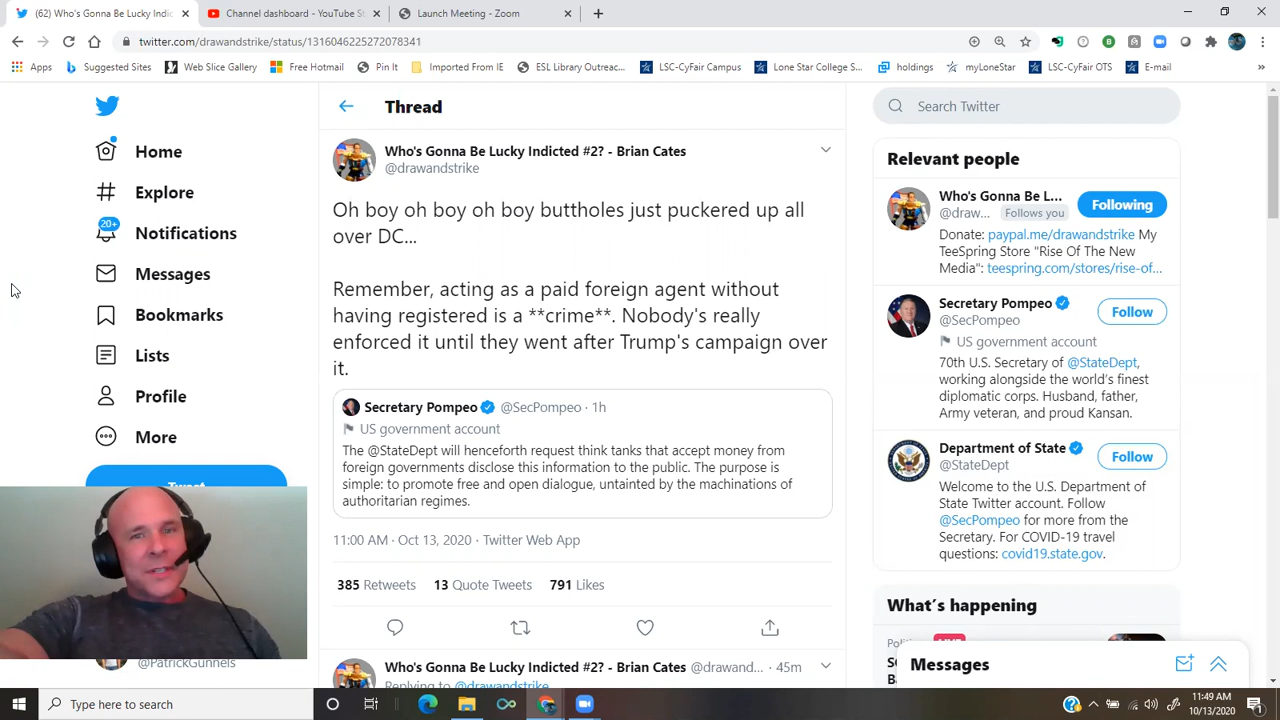 (62) Who's Gonna Be Lucky Indic
Channel dashboard - YouTube St
Launch Meeting - Zoom
twitter.com/drawandstrike/status/1316046225272078341
Apps
Suggested Sites
Web Slice Gallery
Free Hotmail
Pin It
Imported From IE
ESL Library Outreac...
LSC-CyFair Campus
Lone Star College S...
holdings
myLoneStar
LSC-CyFair OTS
E-mail
»
Home
Explore
20+
Notifications
Messages
Bookmarks
Lists
Profile
More
Tweet
@PatrickGunnels
Thread
Who's Gonna Be Lucky Indicted #2? - Brian Cates
@drawandstrike
Oh boy oh boy oh boy buttholes just puckered up all
over DC...
Remember, acting as a paid foreign agent without
having registered is a **crime**. Nobody's really
enforced it until they went after Trump's campaign over
it.
Secretary Pompeo @SecPompeo · 1h
US government account
The @StateDept will henceforth request think tanks that accept money from
foreign governments disclose this information to the public. The purpose is
simple: to promote free and open dialogue, untainted by the machinations of
authoritarian regimes.
11:00 AM · Oct 13, 2020 · Twitter Web App
385 Retweets 13 Quote Tweets 791 Likes
Who's Gonna Be Lucky Indicted #2? - Brian Cates @drawand... · 45m
Replying to @drawandstrike
Search Twitter
Relevant people
Who's Gonna Be L...
@draw... Follows you
Following
Donate: paypal.me/drawandstrike My
TeeSpring Store "Rise Of The New
Media": teespring.com/stores/rise-of...
Secretary Pompeo
@SecPompeo
Follow
US government account
70th U.S. Secretary of @StateDept,
working alongside the world's finest
diplomatic corps. Husband, father,
Army veteran, and proud Kansan.
Department of State
@StateDept
Follow
Welcome to the U.S. Department of
State Twitter account. Follow
@SecPompeo for more from the
Secretary. For COVID-19 travel
questions: covid19.state.gov.
What's happening
LIVE
Messages
Type here to search
11:49 AM
10/13/2020